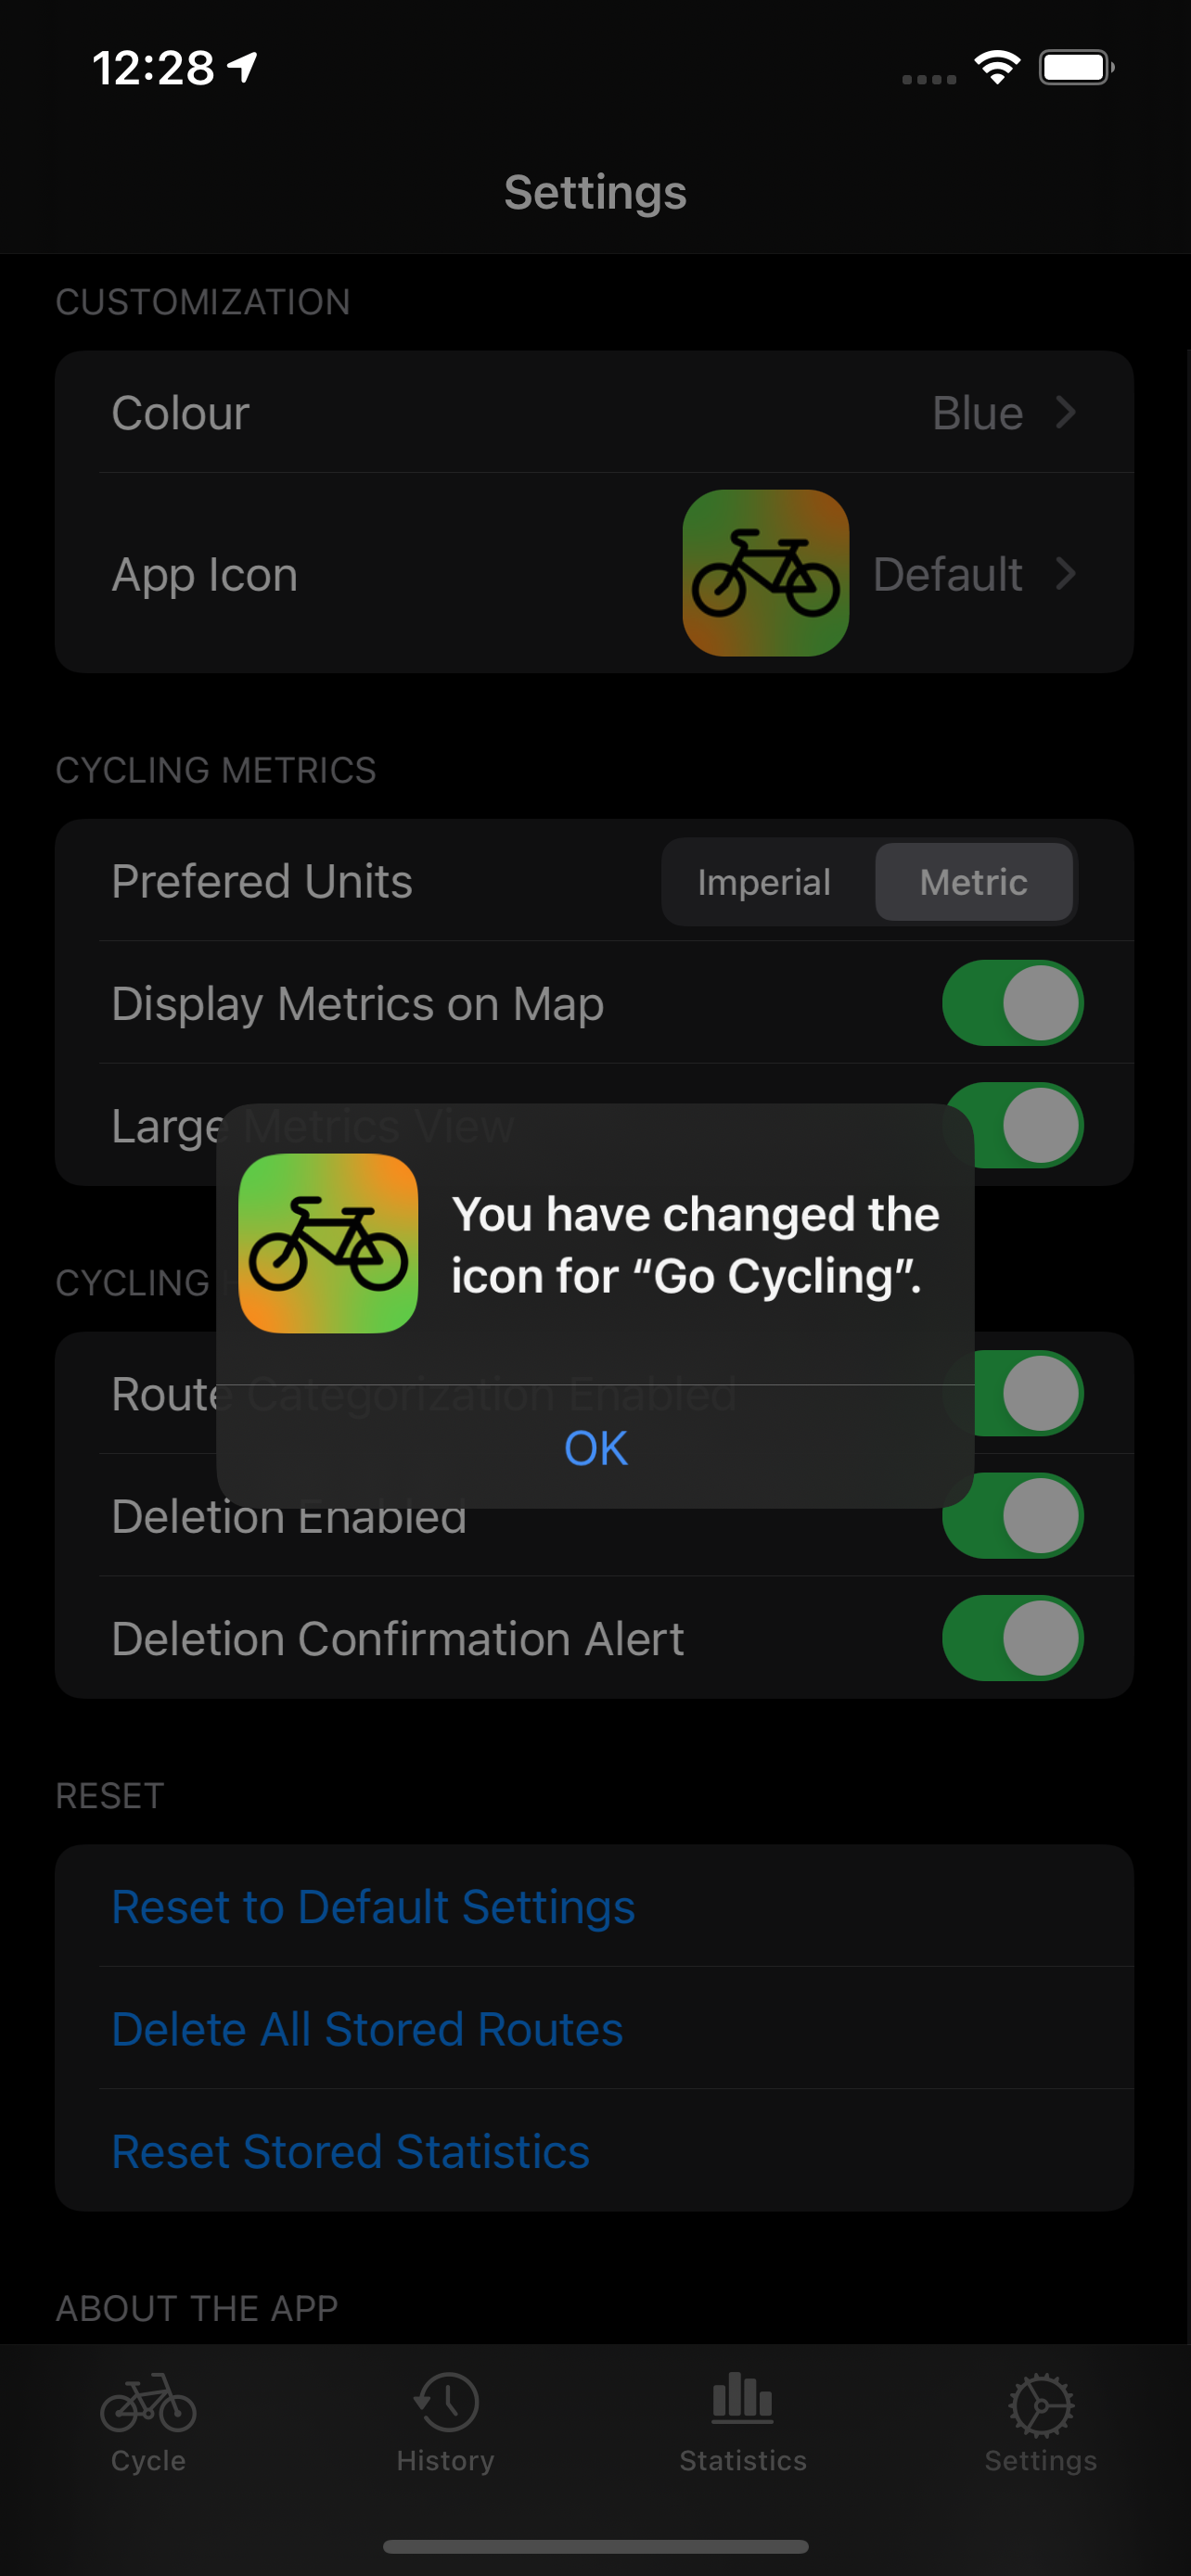 12:28
Settings
CUSTOMIZATION
Colour Blue
App Icon Default
CYCLING METRICS
Prefered Units Imperial Metric
Display Metrics on Map
Large Metrics View
You have changed the
icon for “Go Cycling”.
CYCLING
Route Categorization Enabled
OK
Deletion Enabled
Deletion Confirmation Alert
RESET
Reset to Default Settings
Delete All Stored Routes
Reset Stored Statistics
ABOUT THE APP
Cycle History Statistics Settings